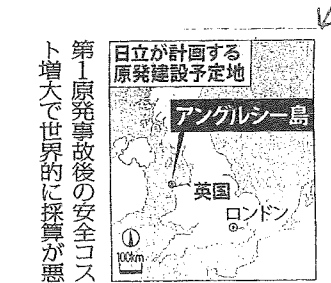 日立が計画する
原発建設予定地
アングルシー島
英国
ロンドン
100km
第1原発事故後の安全コス
ト増大で世界的に採算が悪